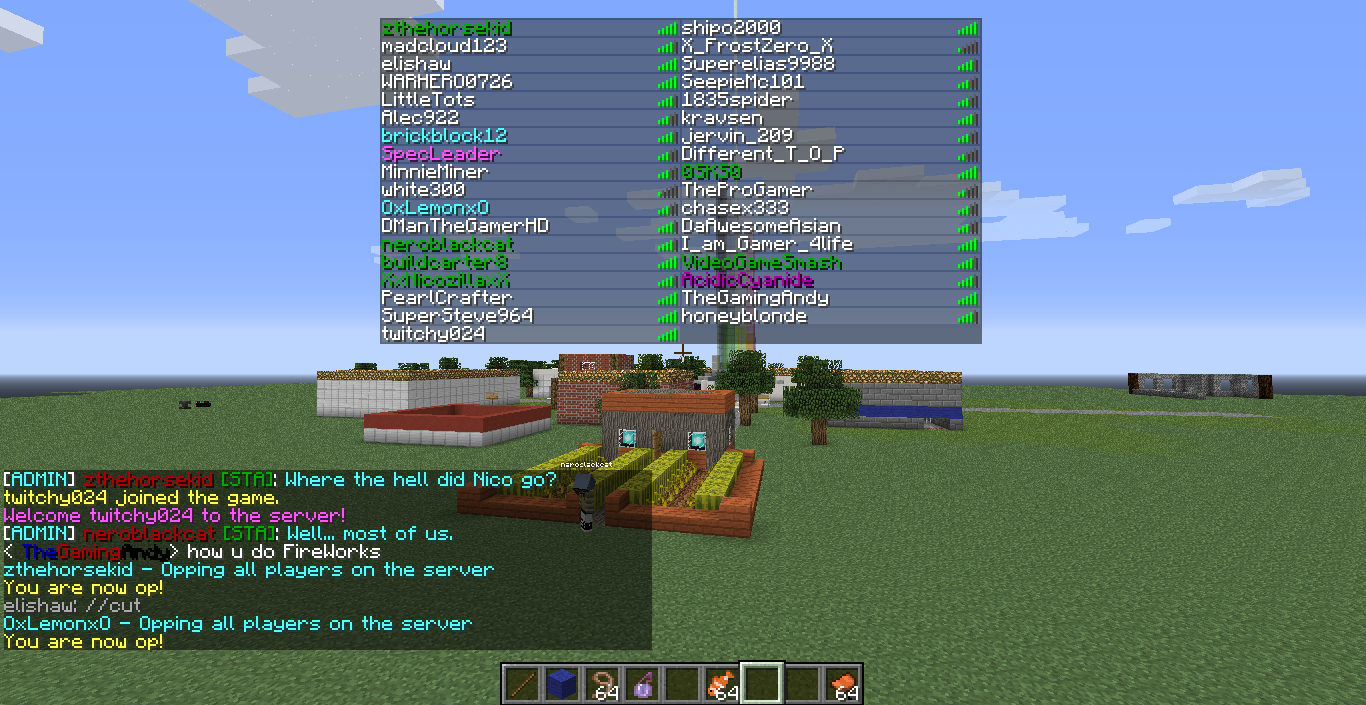 zthehorsekid
madcloud123
elishaw
WARHERO0726
LittleTots
Alec922
brickblock12
SpecLeader
MinnieMiner
white300
OxLemonxO
DManTheGamerHD
neroblackcat
buildcarter8
XxNicozillaxX
PearlCrafter
SuperSteve964
twitchy024
shipo2000
X_FrostZero_X
Superelias9988
SeepieMc101
1835spider
kravsen
jervin_209
Different_T_O_P
0SK50
TheProGamer
chasex333
DaAwesomeAsian
I_am_Gamer_4life
VideoGameSmash
AcidicCyanide
TheGamingAndy
honeyblonde
neroblackcat
[ADMIN] zthehorsekid [STA]: Where the hell did Nico go?
twitchy024 joined the game.
Welcome twitchy024 to the server!
[ADMIN] neroblackcat [STA]: Well... most of us.
< TheGamingAndy> how u do FireWorks
zthehorsekid - Opping all players on the server
You are now op!
elishaw: //cut
OxLemonxO - Opping all players on the server
You are now op!
64 64 64